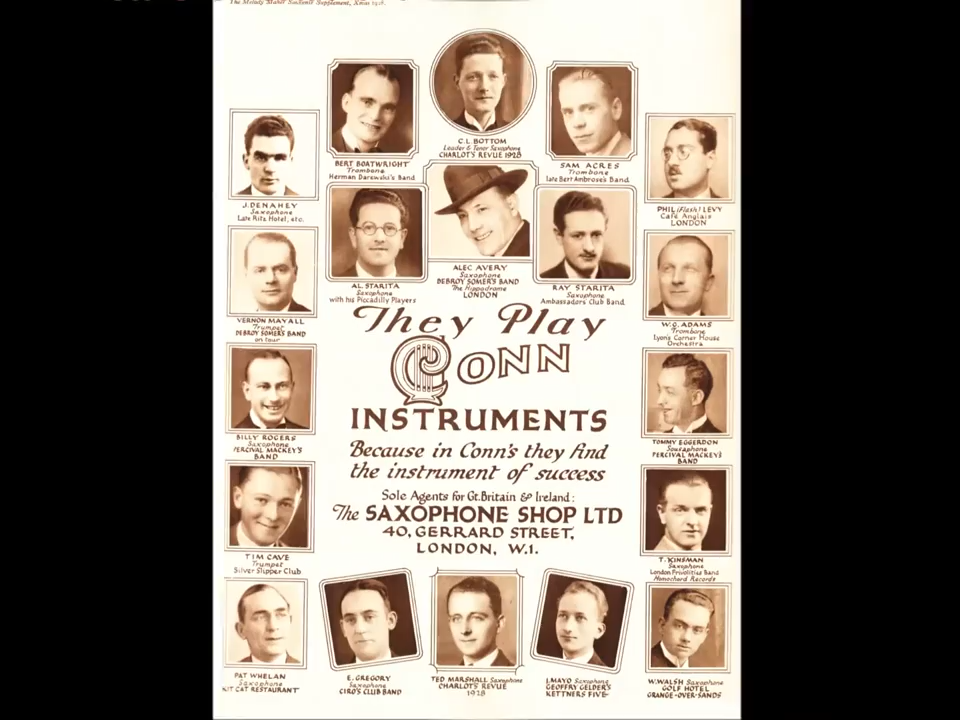 The Melody Maker Saxlents Supplement, Xmas 1928.
C.L. BOTTOM
Leader & Tenor Saxophone
CHARLOT'S REVUE 1928
BERT BOATWRIGHT
Trombone
Herman Darewski's Band
SAM ACRES
Trombone
late Bert Ambrose's Band
J. DENAHEY
Saxophone
Late Ritz Hotel, etc.
PHIL (Flash) LEVY
Café Anglais
LONDON
ALEC AVERY
Saxophone
DEBROY SOMER'S BAND
The Hippodrome
LONDON
AL. STARITA
Saxophone
with his Piccadilly Players
RAY STARITA
Saxophone
Ambassadors Club Band
VERNON MAYALL
Trumpet
DEBROY SOMER'S BAND
on tour
W.G. ADAMS
Trombone
Lyon's Corner House
Orchestra
They Play
CONN
INSTRUMENTS
Because in Conn's they find
the instrument of success
Sole Agents for Gt. Britain & Ireland:
The SAXOPHONE SHOP LTD
40, GERRARD STREET,
LONDON, W.1.
BILLY ROGERS
Saxophone
PERCIVAL MACKEY'S
BAND
TOMMY EGGERDON
Sousaphone
PERCIVAL MACKEY'S
BAND
TIM CAVE
Trumpet
Silver Slipper Club
T. KINSMAN
Saxophone
London Frivolities Band
Homochord Records
PAT WHELAN
Saxophone
KIT CAT RESTAURANT
E. GREGORY
Saxophone
CIRO'S CLUB BAND
TED MARSHALL Saxophone
CHARLOT'S REVUE
1928
J. MAYO Saxophone
GEOFFRY GELDER'S
KETTNERS FIVE
W. WALSH Saxophone
GOLF HOTEL
GRANGE-OVER-SANDS